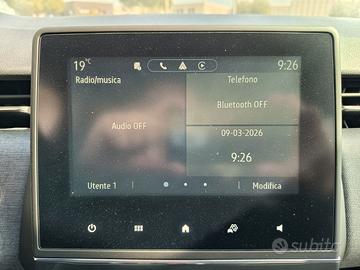 19°C
9:26
Radio/musica
Telefono
Audio OFF
Bluetooth OFF
09-03-2026
9:26
Utente 1
Modifica
subito